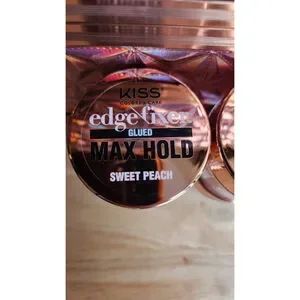 KISS
edge fixer
GLUED
MAX HOLD
SWEET PEACH